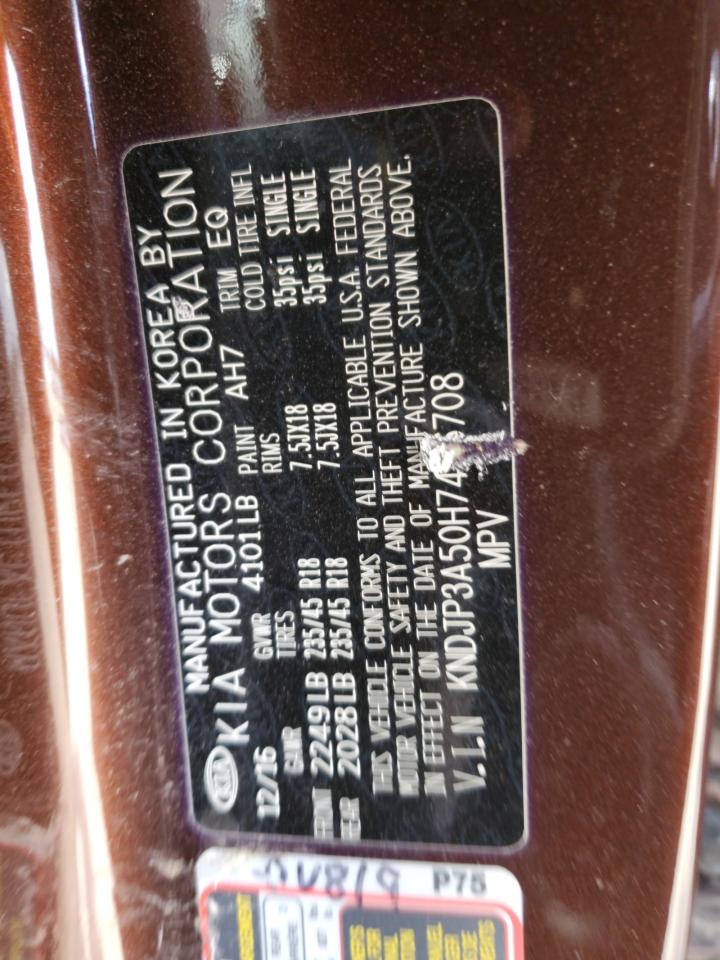 KIA MANUFACTURED IN KOREA BY
KIA MOTORS CORPORATION
12/16 GVWR 4101LB PAINT AH7 TRIM EQ
GAWR TIRES RIMS COLD TIRE INFL
FRONT 2249LB 235/45 R18 7.5JX18 35psi SINGLE
REAR 2028LB 235/45 R18 7.5JX18 35psi SINGLE
THIS VEHICLE CONFORMS TO ALL APPLICABLE U.S.A. FEDERAL
MOTOR VEHICLE SAFETY AND THEFT PREVENTION STANDARDS
IN EFFECT ON THE DATE OF MANUFACTURE SHOWN ABOVE.
V.I.N KNDJP3A50H74 708
MPV
P75